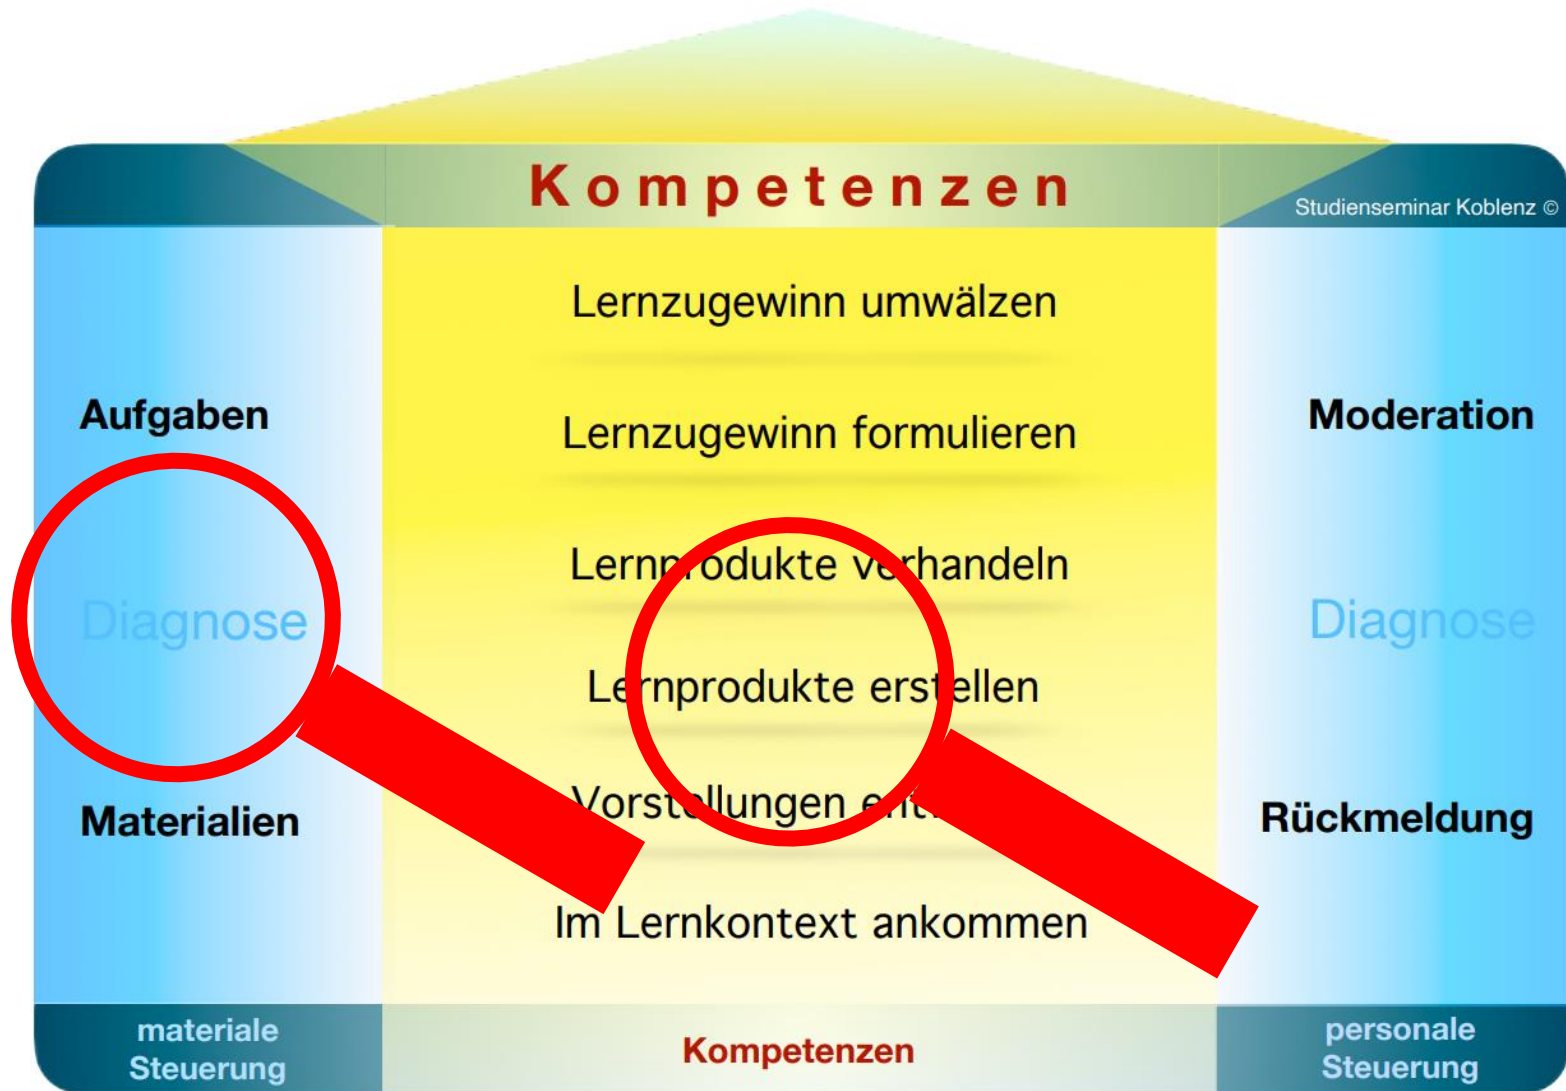 Kompetenzen
Studienseminar Koblenz ©
Lernzugewinn umwälzen
Aufgaben
Lernzugewinn formulieren
Moderation
Lernprodukte verhandeln
Diagnose
Lernprodukte erstellen
Diagnose
Materialien
Vorstellungen
Rückmeldung
Im Lernkontext ankommen
materiale
Steuerung
Kompetenzen
personale
Steuerung